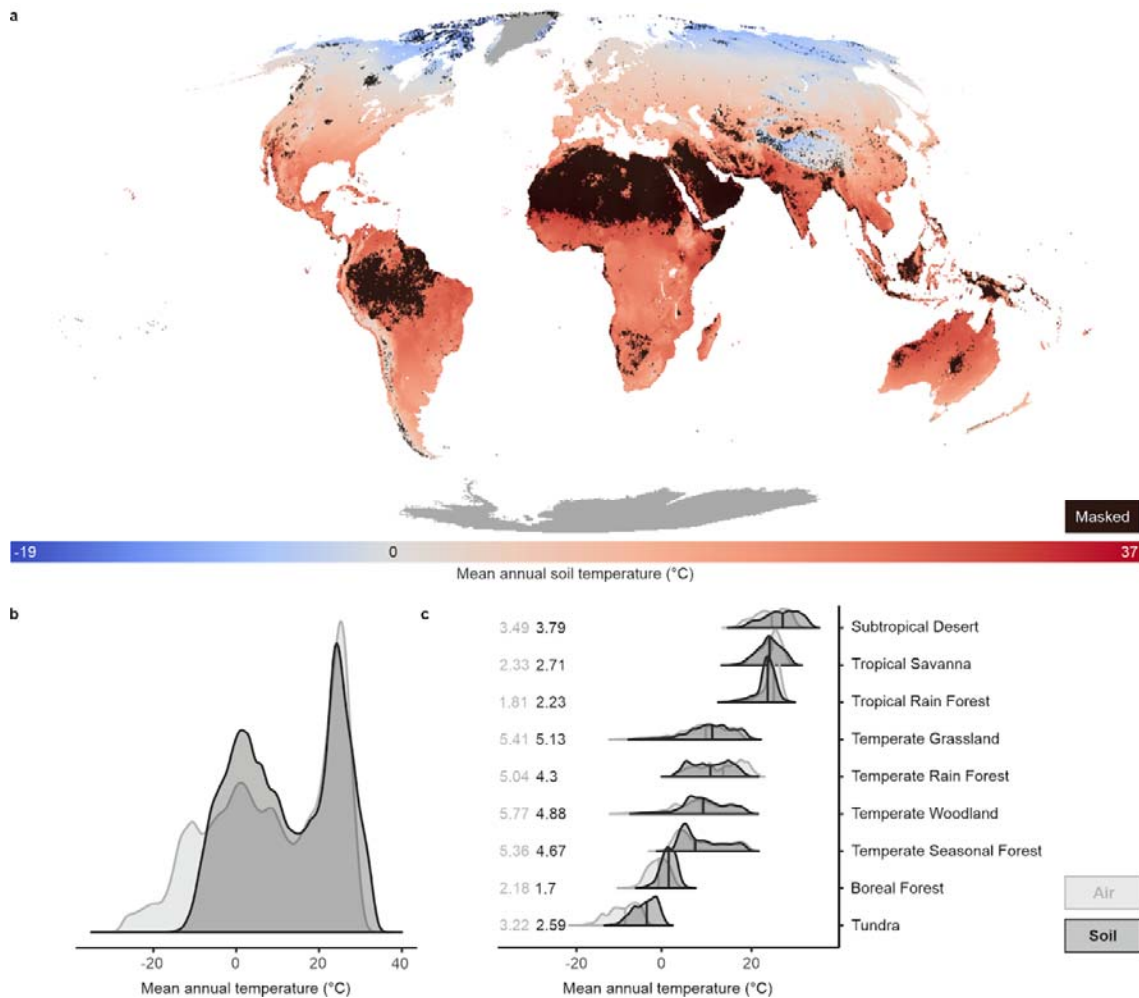 a
Masked
-19 0 37
Mean annual soil temperature (°C)
b
c
3.49 3.79 Subtropical Desert
2.33 2.71 Tropical Savanna
1.81 2.23 Tropical Rain Forest
5.41 5.13 Temperate Grassland
5.04 4.3 Temperate Rain Forest
5.77 4.88 Temperate Woodland
5.36 4.67 Temperate Seasonal Forest
2.18 1.7 Boreal Forest
3.22 2.59 Tundra
Air
Soil
-20 0 20 40
Mean annual temperature (°C)
-20 0 20
Mean annual temperature (°C)